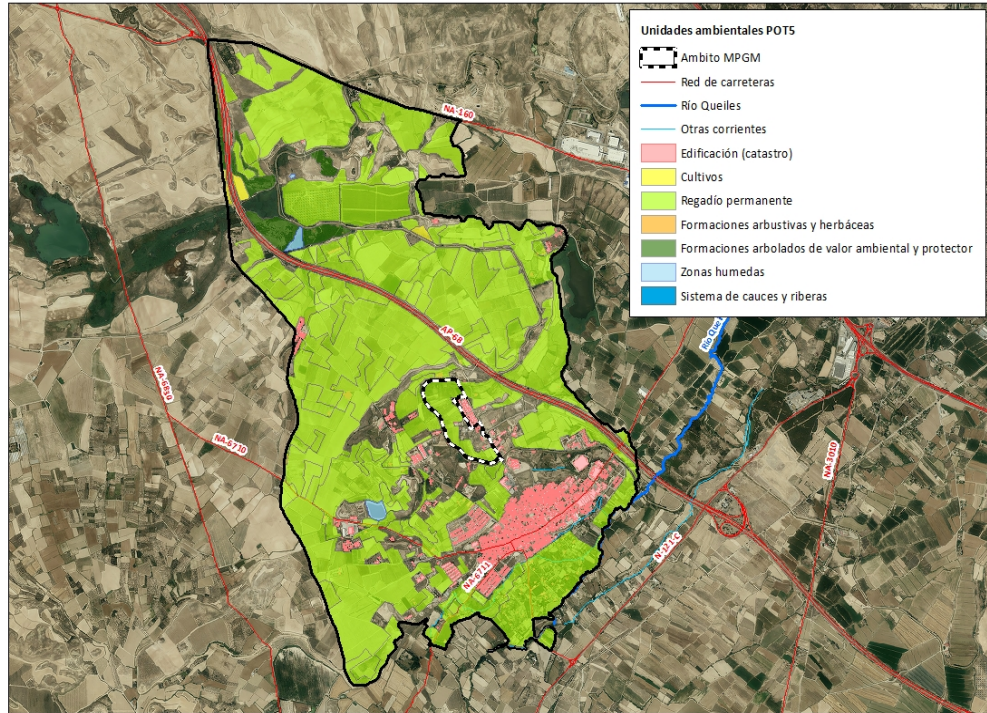 Unidades ambientales POT5
Ambito MPGM
Red de carreteras
Río Queiles
Otras corrientes
Edificación (catastro)
Cultivos
Regadío permanente
Formaciones arbustivas y herbáceas
Formaciones arbolados de valor ambiental y protector
Zonas humedas
Sistema de cauces y riberas
NA-160
AP-68
Río Que
NA-6810
NA-6710
NA-3010
N-121C
NA-6711